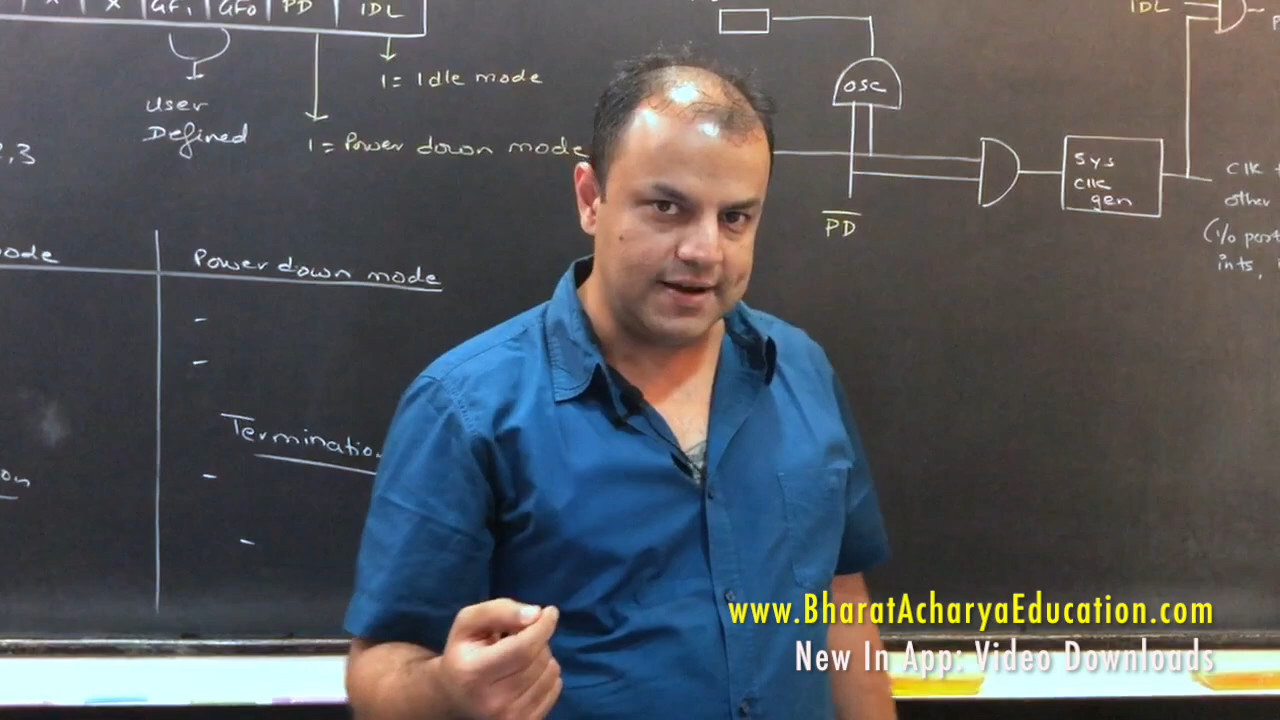 X X GF1 GF0 PD IDL
1 = Idle mode
User
Defined
1 = Power down mode
Power down mode
-
-
Termination
-
-
OSC
PD
Sys
Clk
gen
IDL
Clk
other
(I/o port
ints,
www.BharatAcharyaEducation.com
New In App: Video Downloads